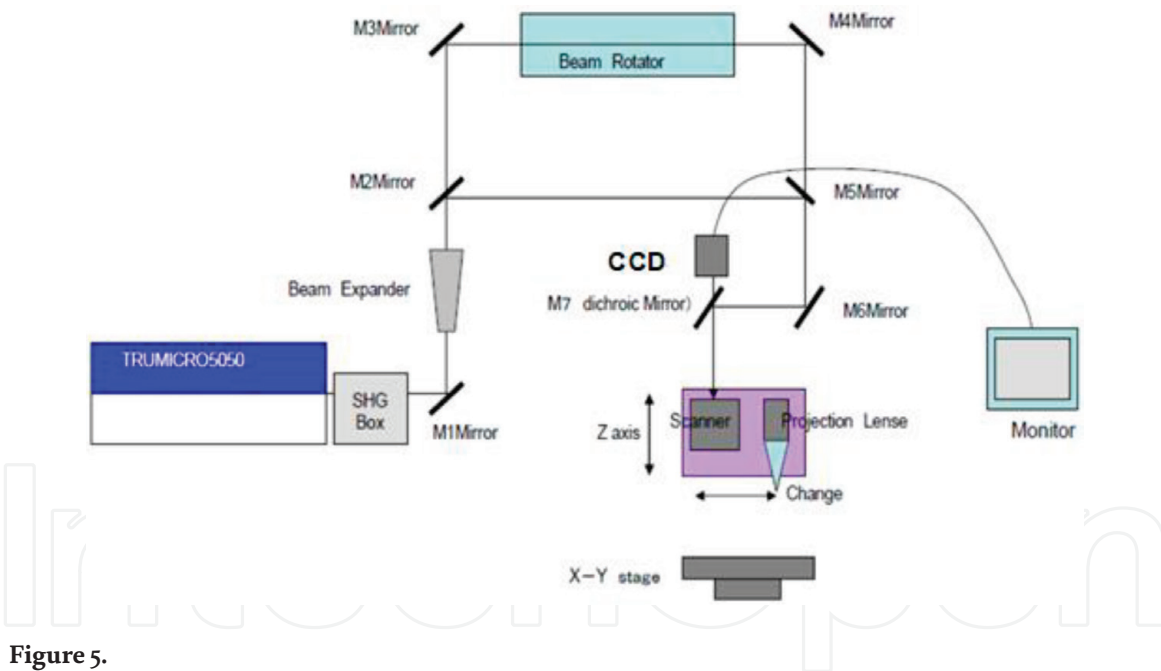 M3Mirror
M4Mirror
Beam Rotator
M2Mirror
M5Mirror
CCD
Beam Expander
M7 dichroic Mirror)
M6Mirror
TRUMICRO5050
SHG
Box
M1Mirror
Scanner
Projection Lense
Z axis
Monitor
Change
X-Y stage
IntechOpen
Figure 5.